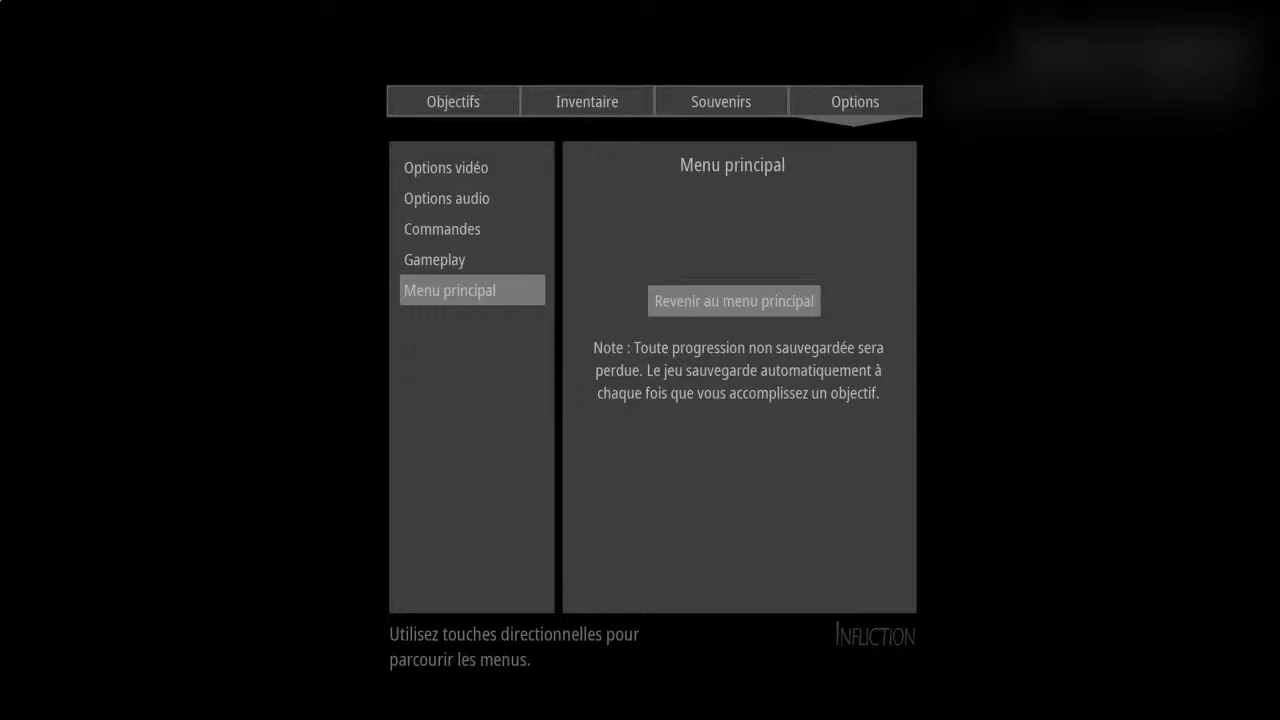 Objectifs
Inventaire
Souvenirs
Options
Options vidéo
Options audio
Commandes
Gameplay
Menu principal
Menu principal
Revenir au menu principal
Note : Toute progression non sauvegardée sera
perdue. Le jeu sauvegarde automatiquement à
chaque fois que vous accomplissez un objectif.
Utilisez touches directionnelles pour
parcourir les menus.
INFLICTION